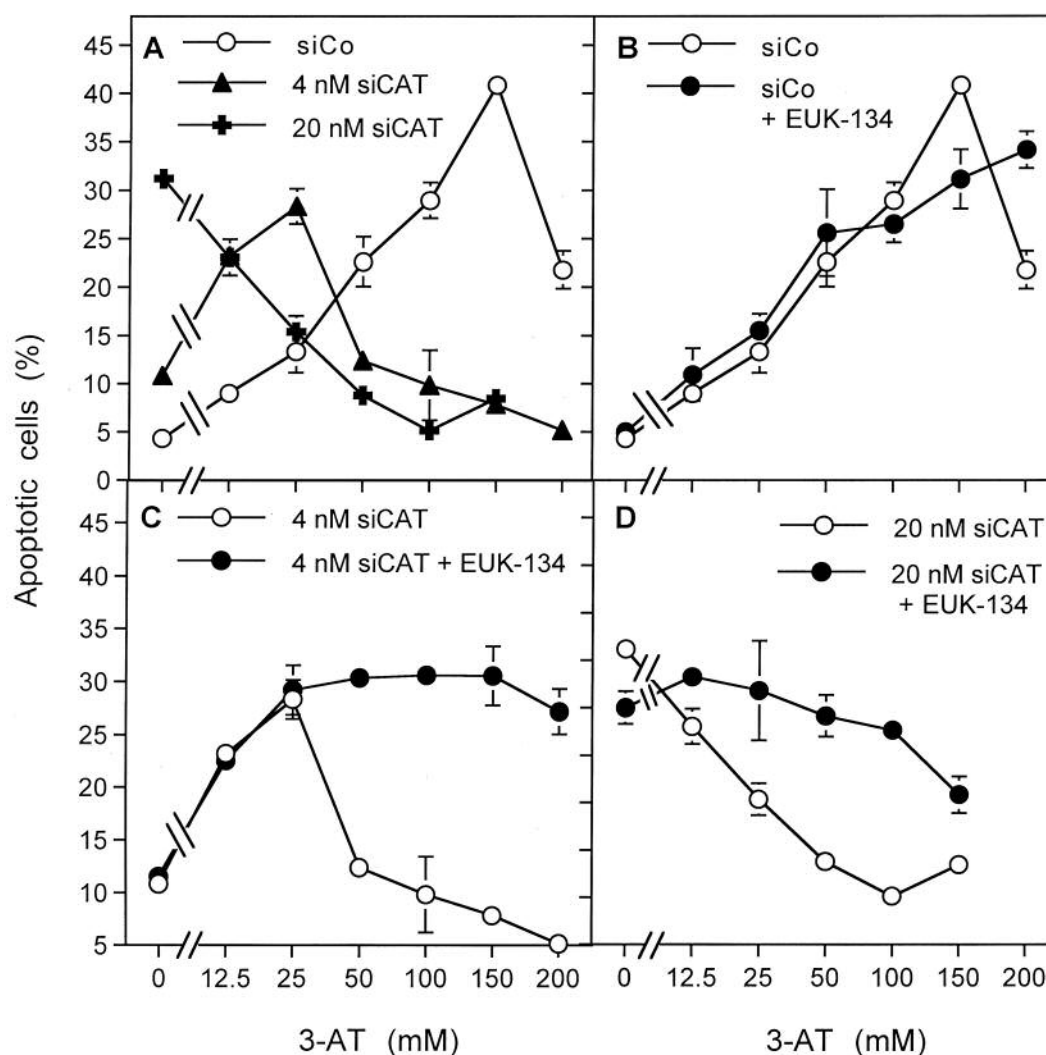 A
siCo
4 nM siCAT
20 nM siCAT
B
siCo
siCo
+ EUK-134
45
40
35
30
25
20
15
10
5
0
C
4 nM siCAT
4 nM siCAT + EUK-134
D
20 nM siCAT
20 nM siCAT
+ EUK-134
45
40
35
30
25
20
15
10
5
Apoptotic cells (%)
0 12.5 25 50 100 150 200
0 12.5 25 50 100 150 200
3-AT (mM)
3-AT (mM)